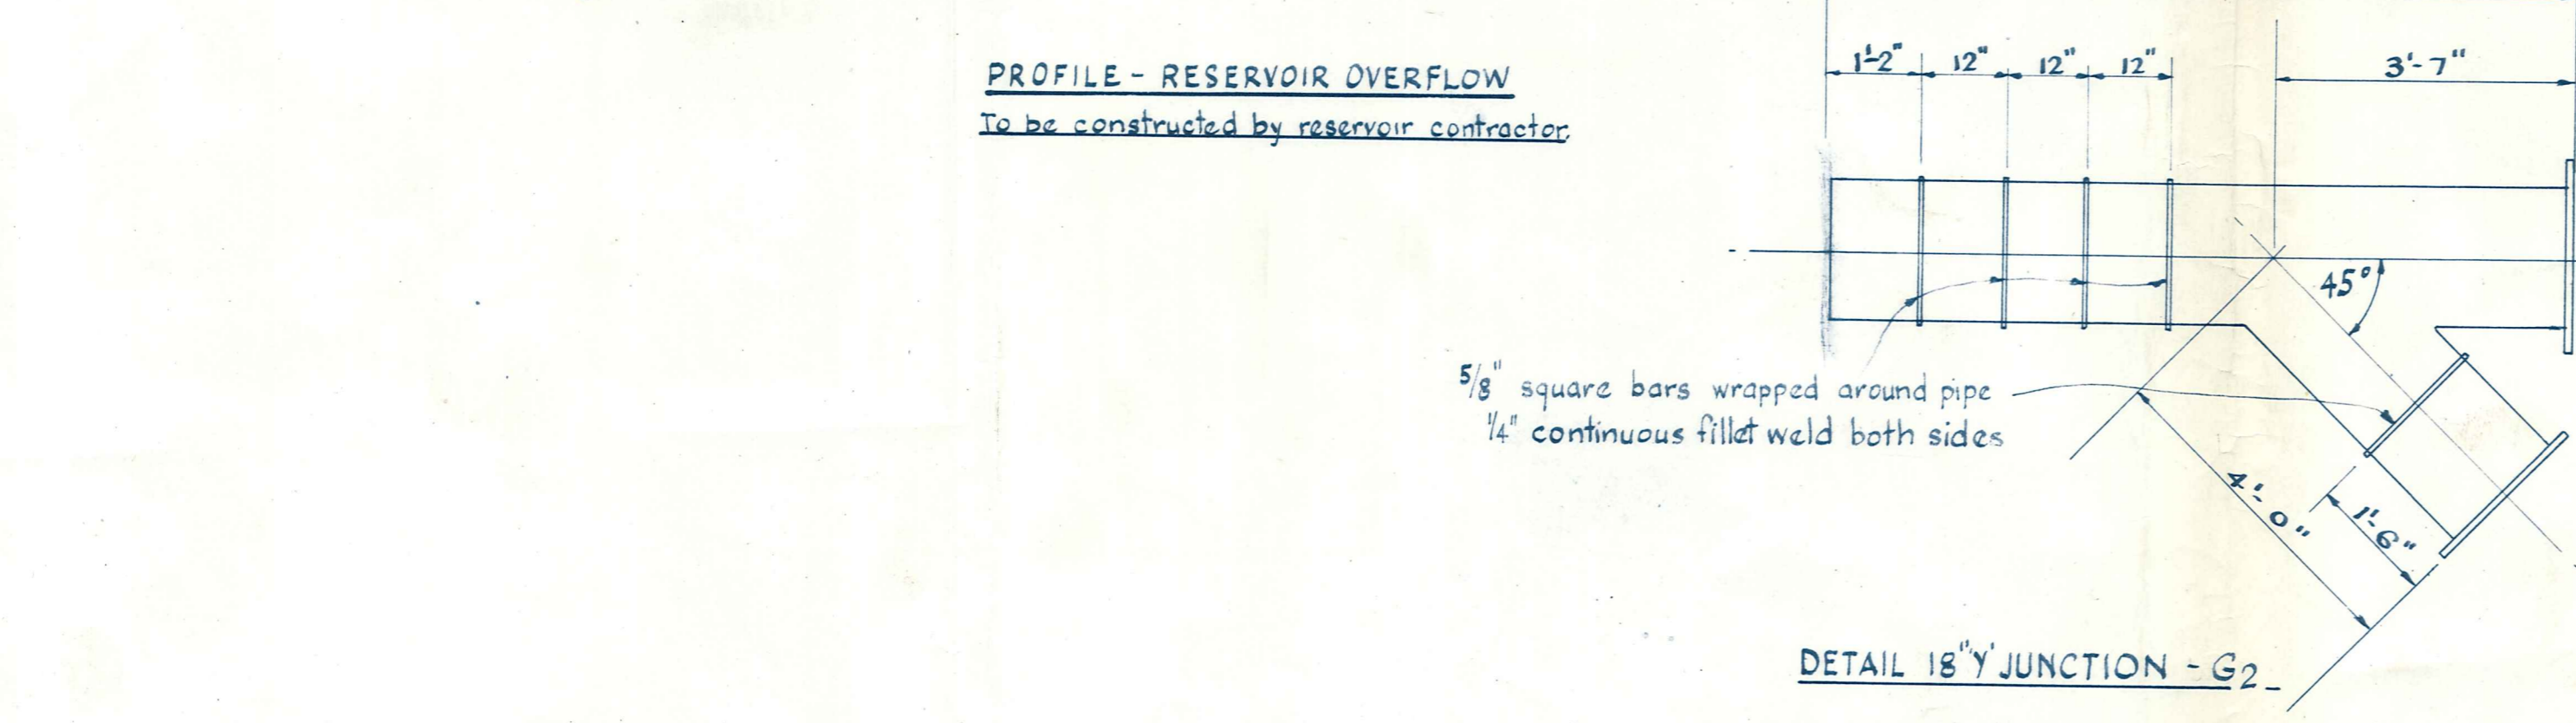 PROFILE - RESERVOIR OVERFLOW
To be constructed by reservoir contractor.
1'-2" 12" 12" 12" 3'-7"
45°
5/8" square bars wrapped around pipe
1/4" continuous fillet weld both sides
4'-0"
1'-6"
DETAIL 18" 'Y' JUNCTION - G2